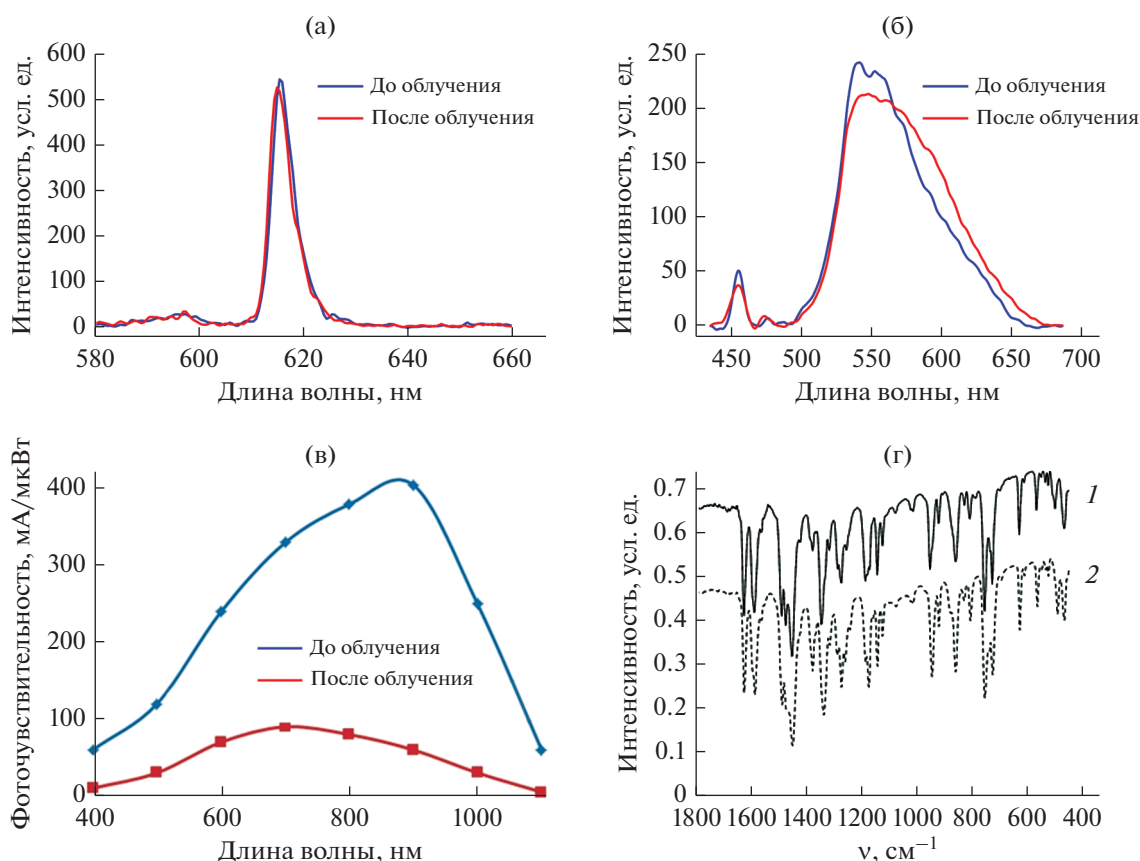 (а)
600
500
400
300
200
100
0
580
600
620
640
660
Интенсивность, усл. ед.
Длина волны, нм
До облучения
После облучения
(б)
250
200
150
100
50
0
450
500
550
600
650
700
Интенсивность, усл. ед.
Длина волны, нм
До облучения
После облучения
(в)
400
300
200
100
0
400
600
800
1000
Фоточувствительность, мА/мкВт
Длина волны, нм
До облучения
После облучения
(г)
0.7
0.6
0.5
0.4
0.3
0.2
0.1
0
1800
1600
1400
1200
1000
800
600
400
Интенсивность, усл. ед.
ν, см⁻¹
1
2